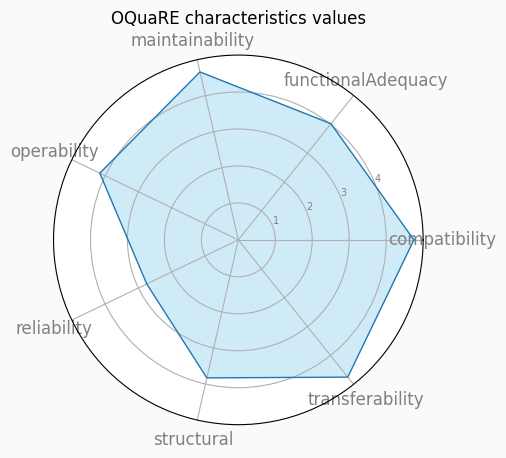 OQuaRE characteristics values
maintainability
functionalAdequacy
operability
4
3
2
1
compatibility
reliability
transferability
structural